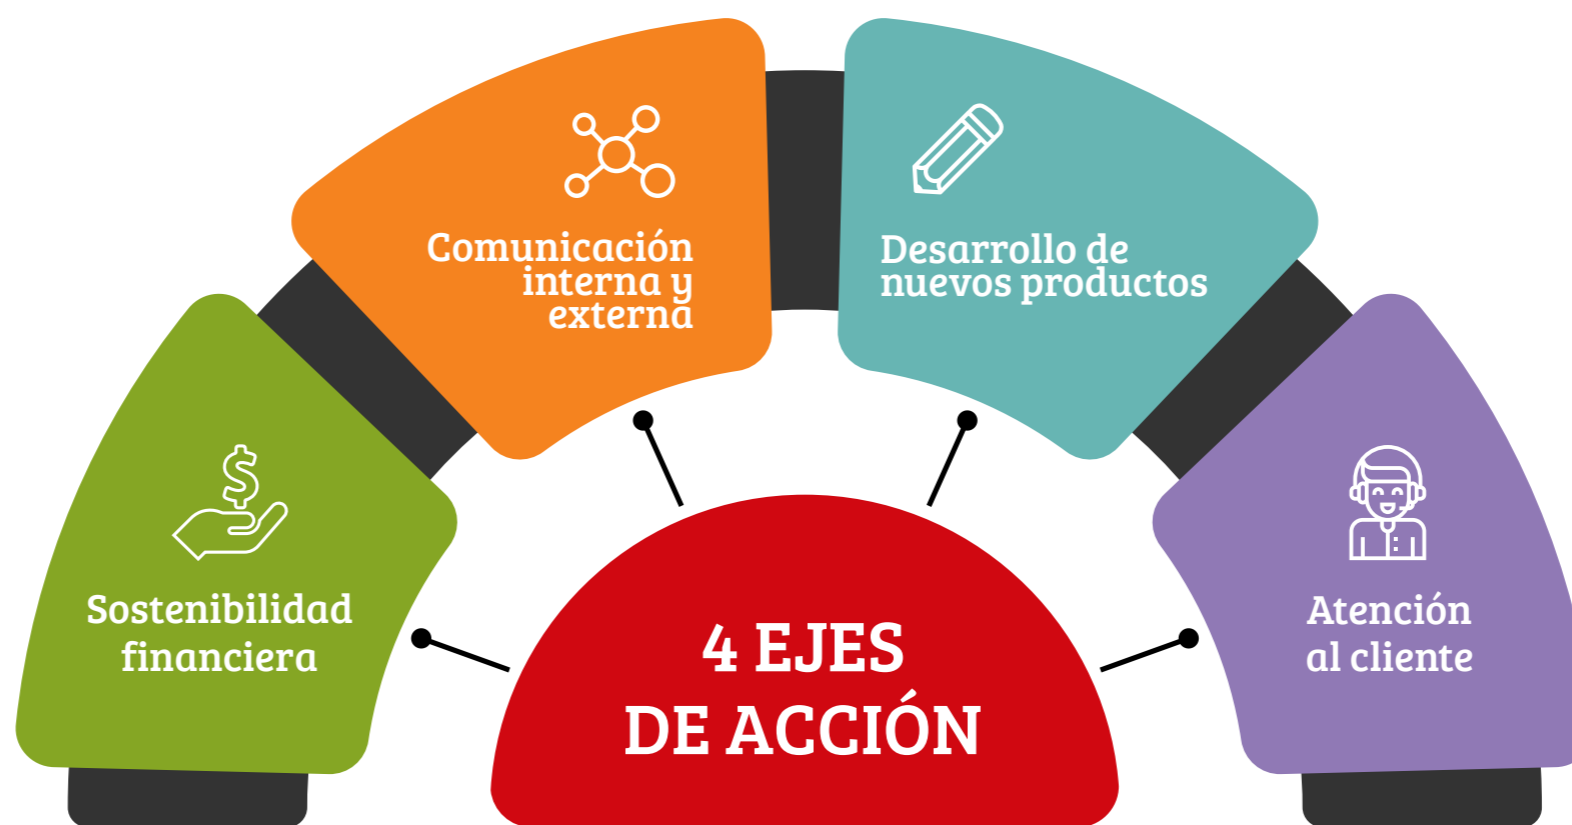 Comunicación
interna y
externa
Desarrollo de
nuevos productos
Sostenibilidad
financiera
Atención
al cliente
4 EJES
DE ACCIÓN